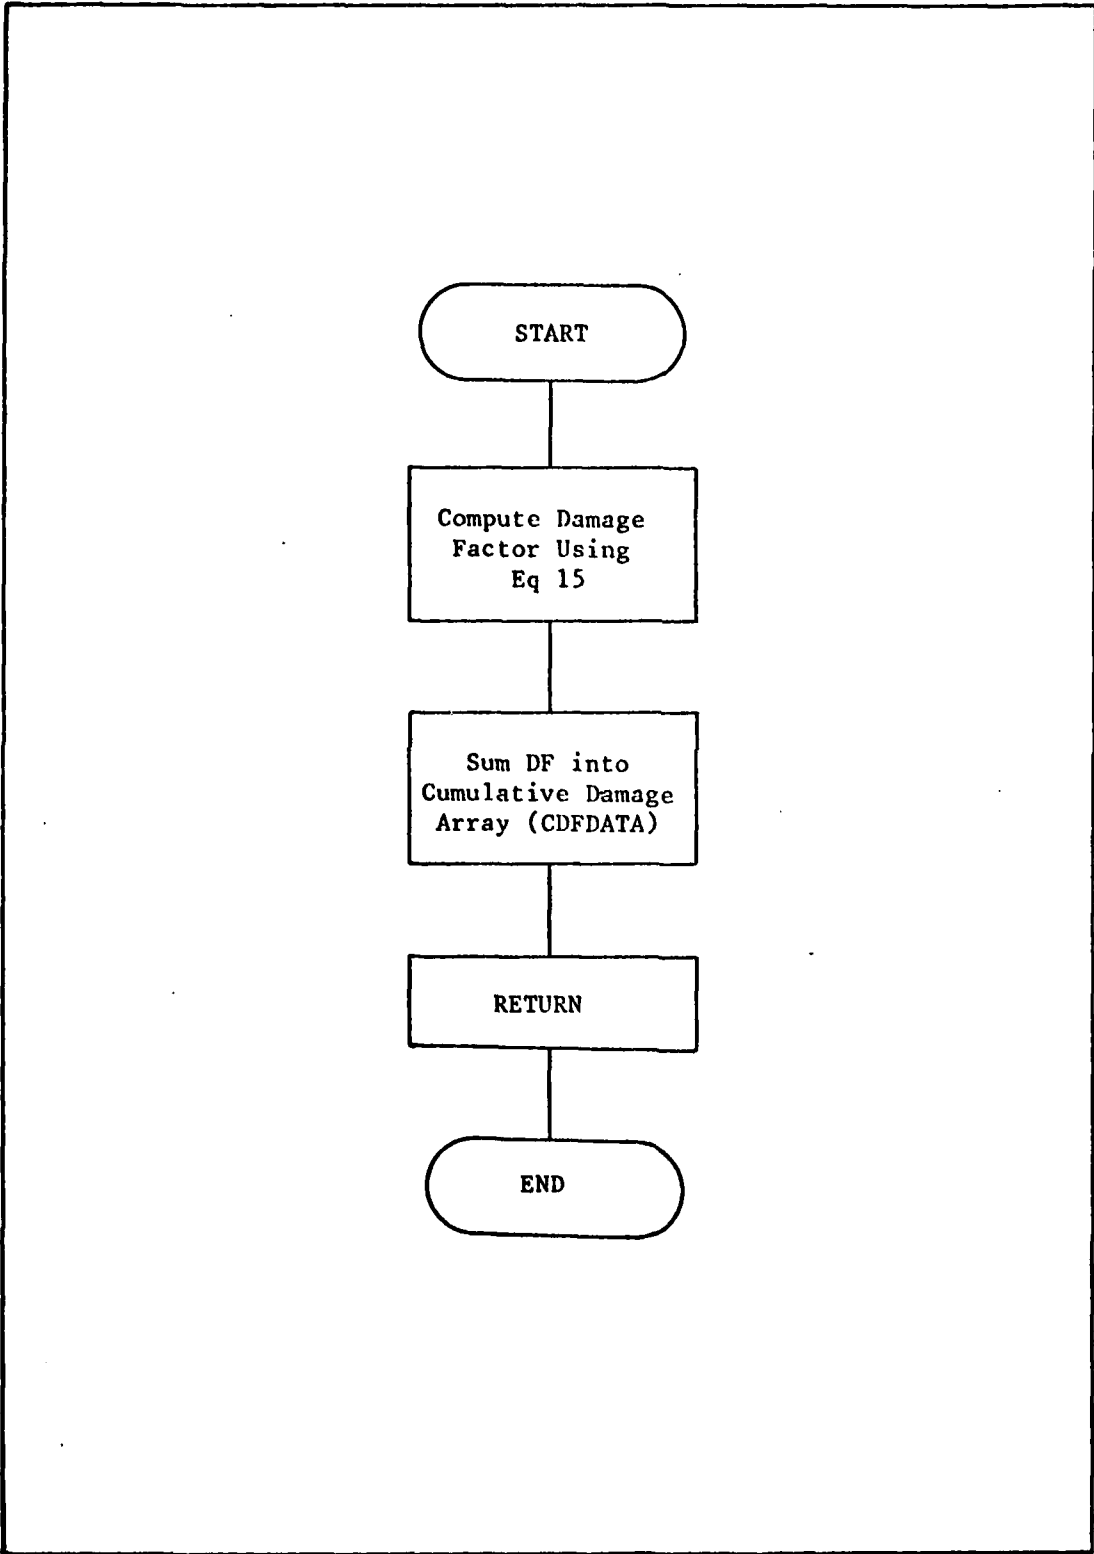 START
Compute Damage
Factor Using
Eq 15
Sum DF into
Cumulative Damage
Array (CDFDATA)
RETURN
END